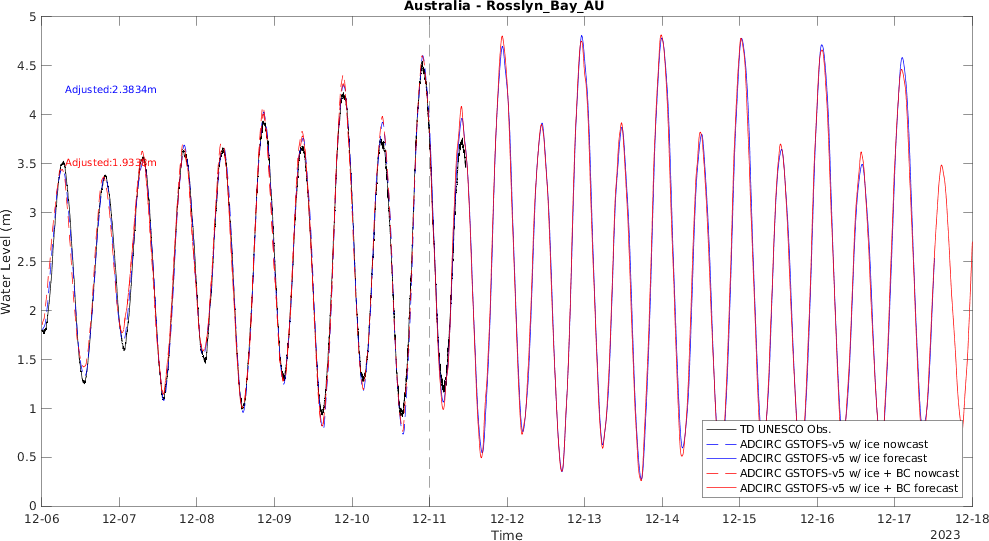 Australia - Rosslyn_Bay_AU
Water Level (m)
5
4.5
4
3.5
3
2.5
2
1.5
1
0.5
0
Adjusted:2.3834m
Adjusted:1.9338m
TD UNESCO Obs.
ADCIRC GSTOFS-v5 w/ ice nowcast
ADCIRC GSTOFS-v5 w/ ice forecast
ADCIRC GSTOFS-v5 w/ ice + BC nowcast
ADCIRC GSTOFS-v5 w/ ice + BC forecast
12-06 12-07 12-08 12-09 12-10 12-11 12-12 12-13 12-14 12-15 12-16 12-17 12-18
Time
2023